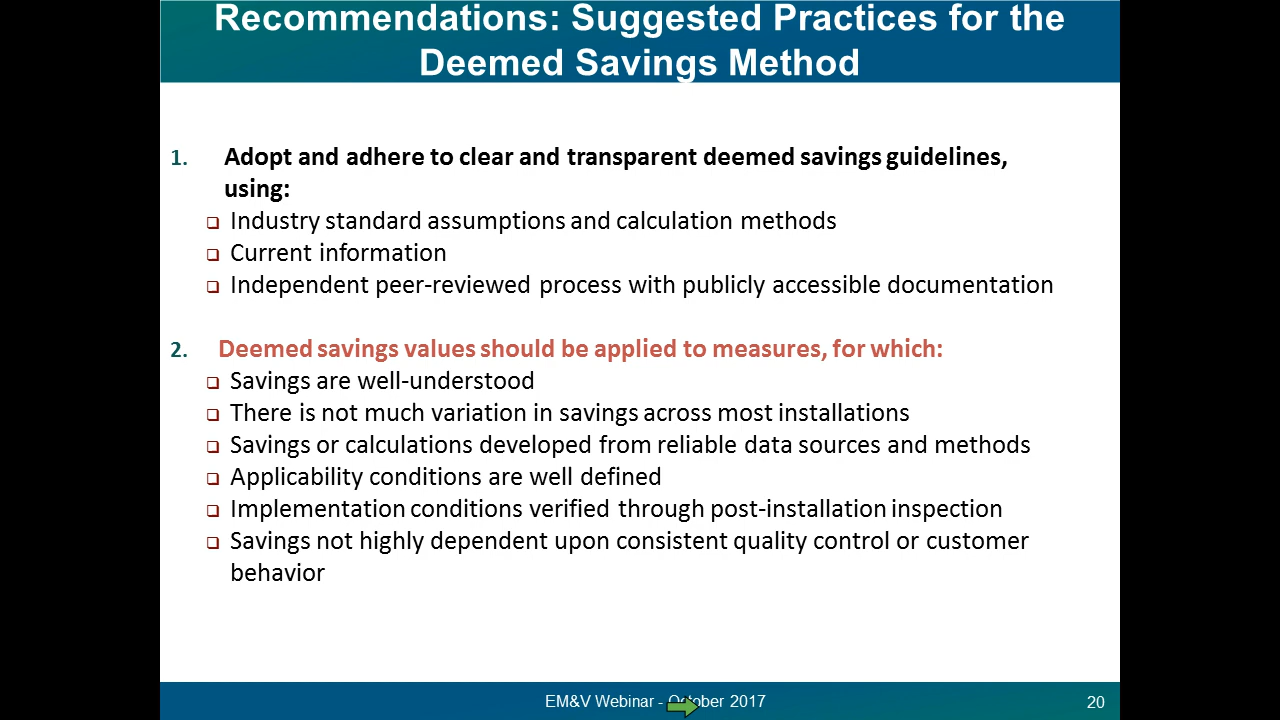 Recommendations: Suggested Practices for the
Deemed Savings Method
1. Adopt and adhere to clear and transparent deemed savings guidelines,
using:
Industry standard assumptions and calculation methods
Current information
Independent peer-reviewed process with publicly accessible documentation
2. Deemed savings values should be applied to measures, for which:
Savings are well-understood
There is not much variation in savings across most installations
Savings or calculations developed from reliable data sources and methods
Applicability conditions are well defined
Implementation conditions verified through post-installation inspection
Savings not highly dependent upon consistent quality control or customer
behavior
EM&V Webinar - October 2017
20